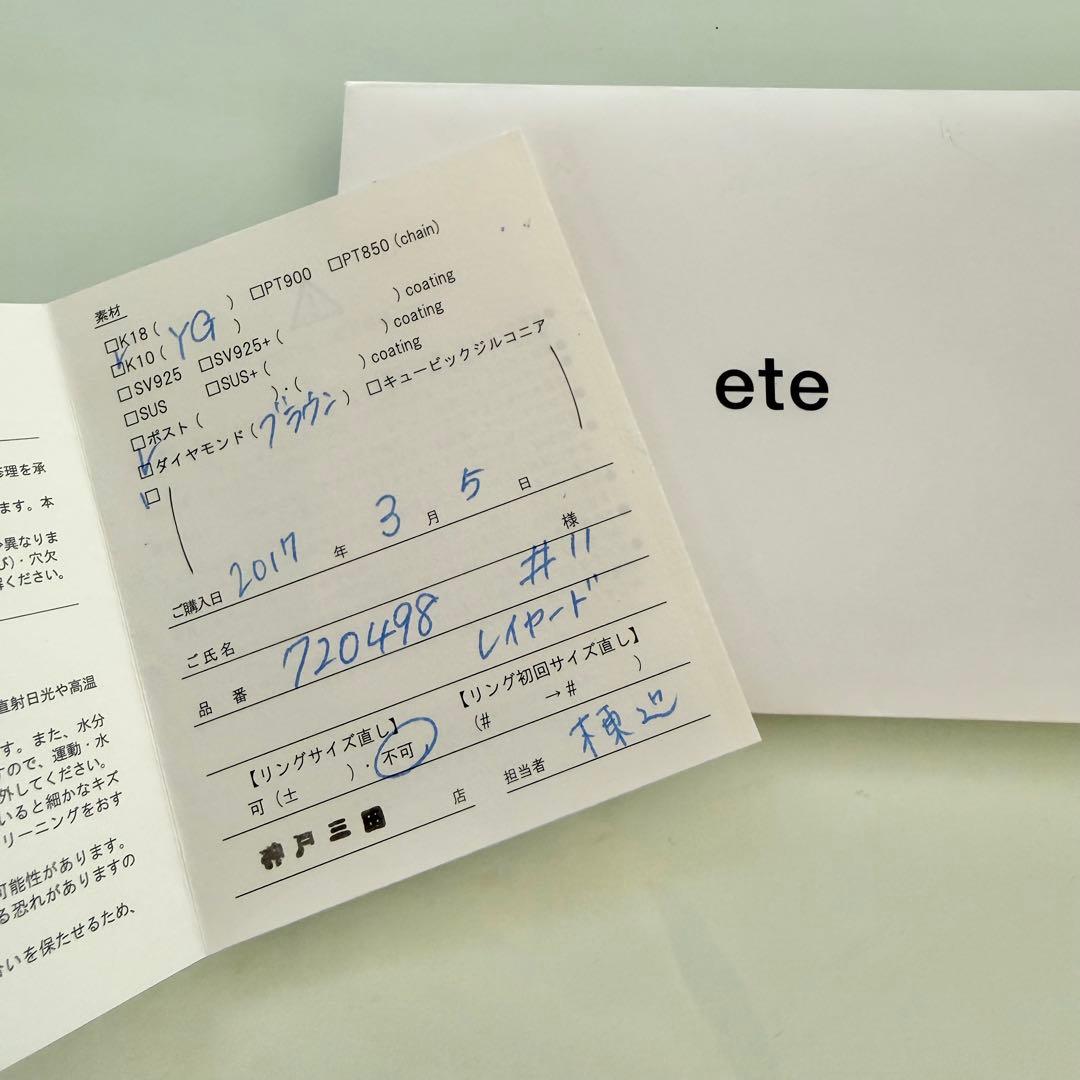 修理を承
ます。本
異なりま
び)・穴欠
解ください。
直射日光や高温
す。また、水分
すので、運動・水
外してください。
いると細かなキズ
リーニングをおす
可能性があります。
る恐れがありますの
合いを保たせるため、
素材
□K18 ( ) □PT900 □PT850 (chain)
□K10 ( YG )
□SV925 □SV925+ ( ) coating
□SUS □SUS+ ( ) coating
□ポスト ( )・( ) coating
□ダイヤモンド ( ブラウン ) □キュービックジルコニア
□ ( )
ご購入日 2017 年 3 月 5 日
ご氏名 様
品番 720498 #11
レイヤード
【リングサイズ直し】 【リング初回サイズ直し】
可 (± )・不可 (# →# )
神戸三田 店 担当者
ete